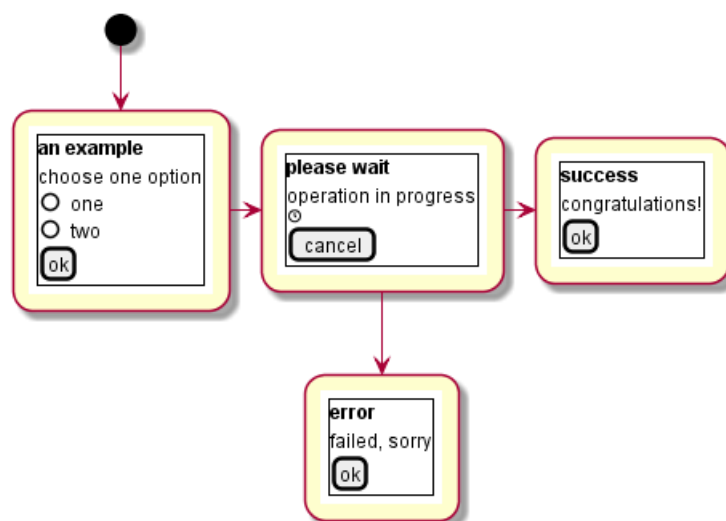 an example
choose one option
one
two
ok
please wait
operation in progress
cancel
success
congratulations!
ok
error
failed, sorry
ok